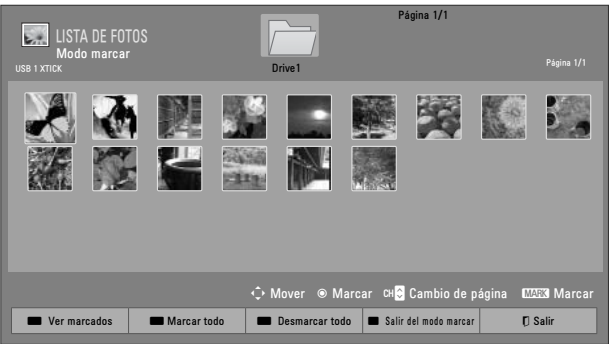 Página 1/1
LISTA DE FOTOS
Modo marcar
USB 1 XTICK
Drive1
Página 1/1
Mover Marcar CH Cambio de página MARK Marcar
Ver marcados Marcar todo Desmarcar todo Salir del modo marcar Salir